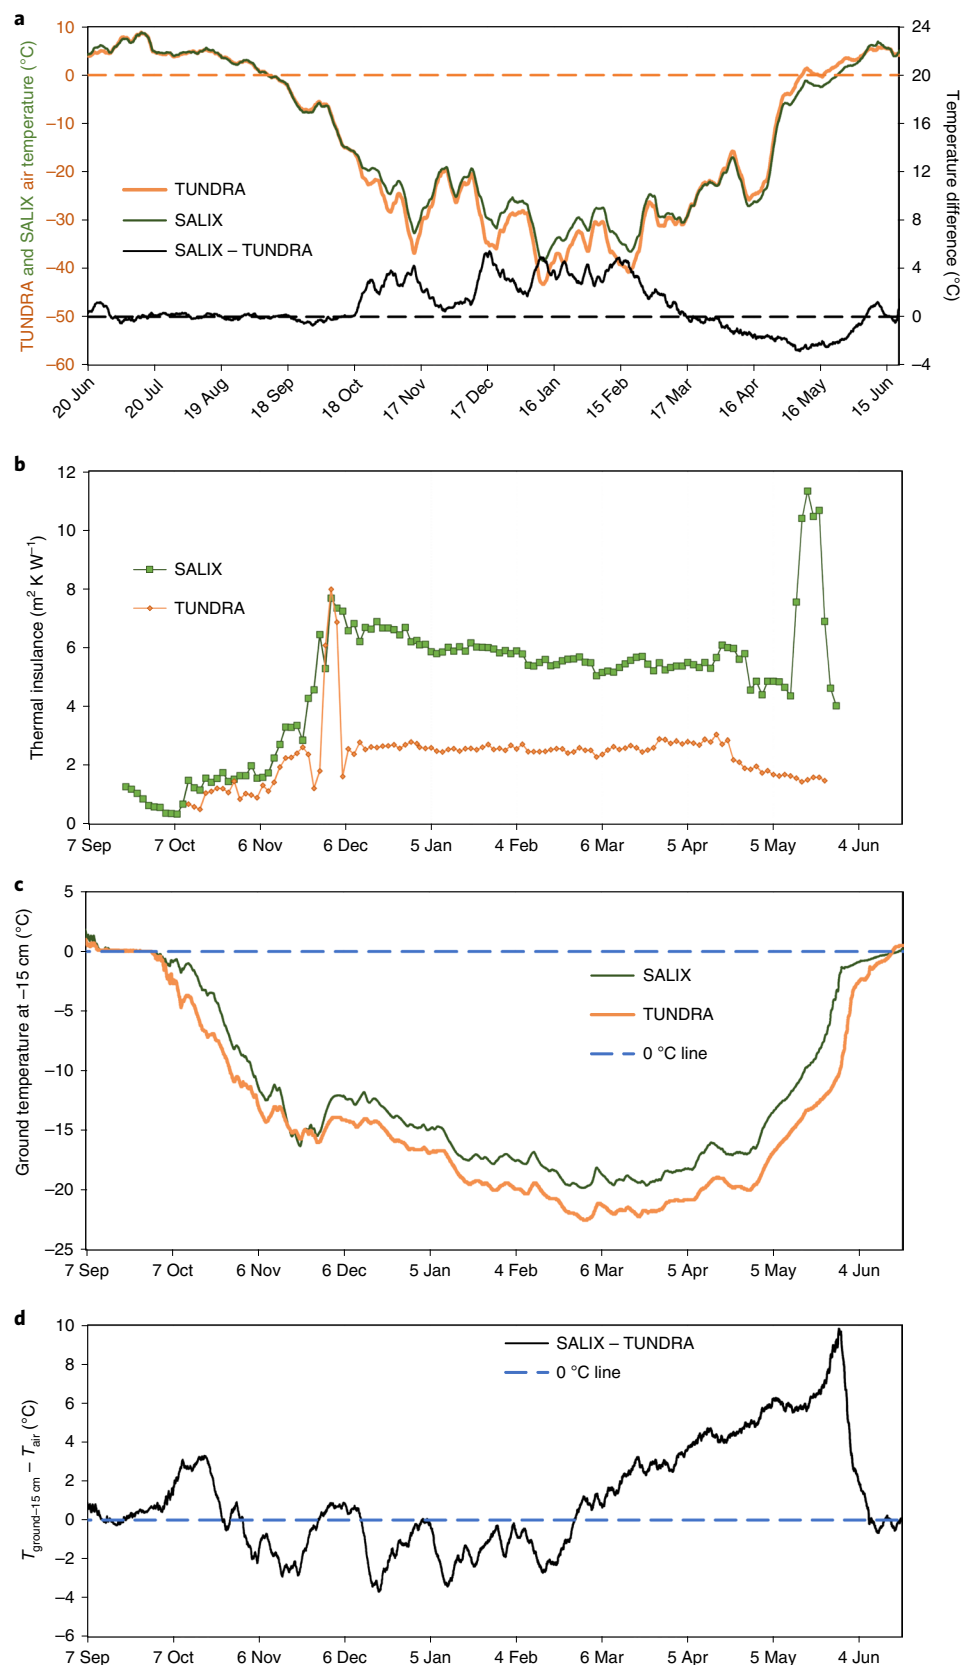 a
TUNDRA and SALIX air temperature (°C)
10
0
–10
–20
–30
–40
–50
–60
TUNDRA
SALIX
SALIX – TUNDRA
24
20
16
12
8
4
0
–4
Temperature difference (°C)
20 Jun
20 Jul
19 Aug
18 Sep
18 Oct
17 Nov
17 Dec
16 Jan
15 Feb
17 Mar
16 Apr
16 May
15 Jun
b
Thermal insulance (m² K W⁻¹)
12
10
8
6
4
2
0
SALIX
TUNDRA
7 Sep
7 Oct
6 Nov
6 Dec
5 Jan
4 Feb
6 Mar
5 Apr
5 May
4 Jun
c
Ground temperature at –15 cm (°C)
5
0
–5
–10
–15
–20
–25
SALIX
TUNDRA
0 °C line
7 Sep
7 Oct
6 Nov
6 Dec
5 Jan
4 Feb
6 Mar
5 Apr
5 May
4 Jun
d
T ground–15 cm – T air (°C)
10
8
6
4
2
0
–2
–4
–6
SALIX – TUNDRA
0 °C line
7 Sep
7 Oct
6 Nov
6 Dec
5 Jan
4 Feb
6 Mar
5 Apr
5 May
4 Jun